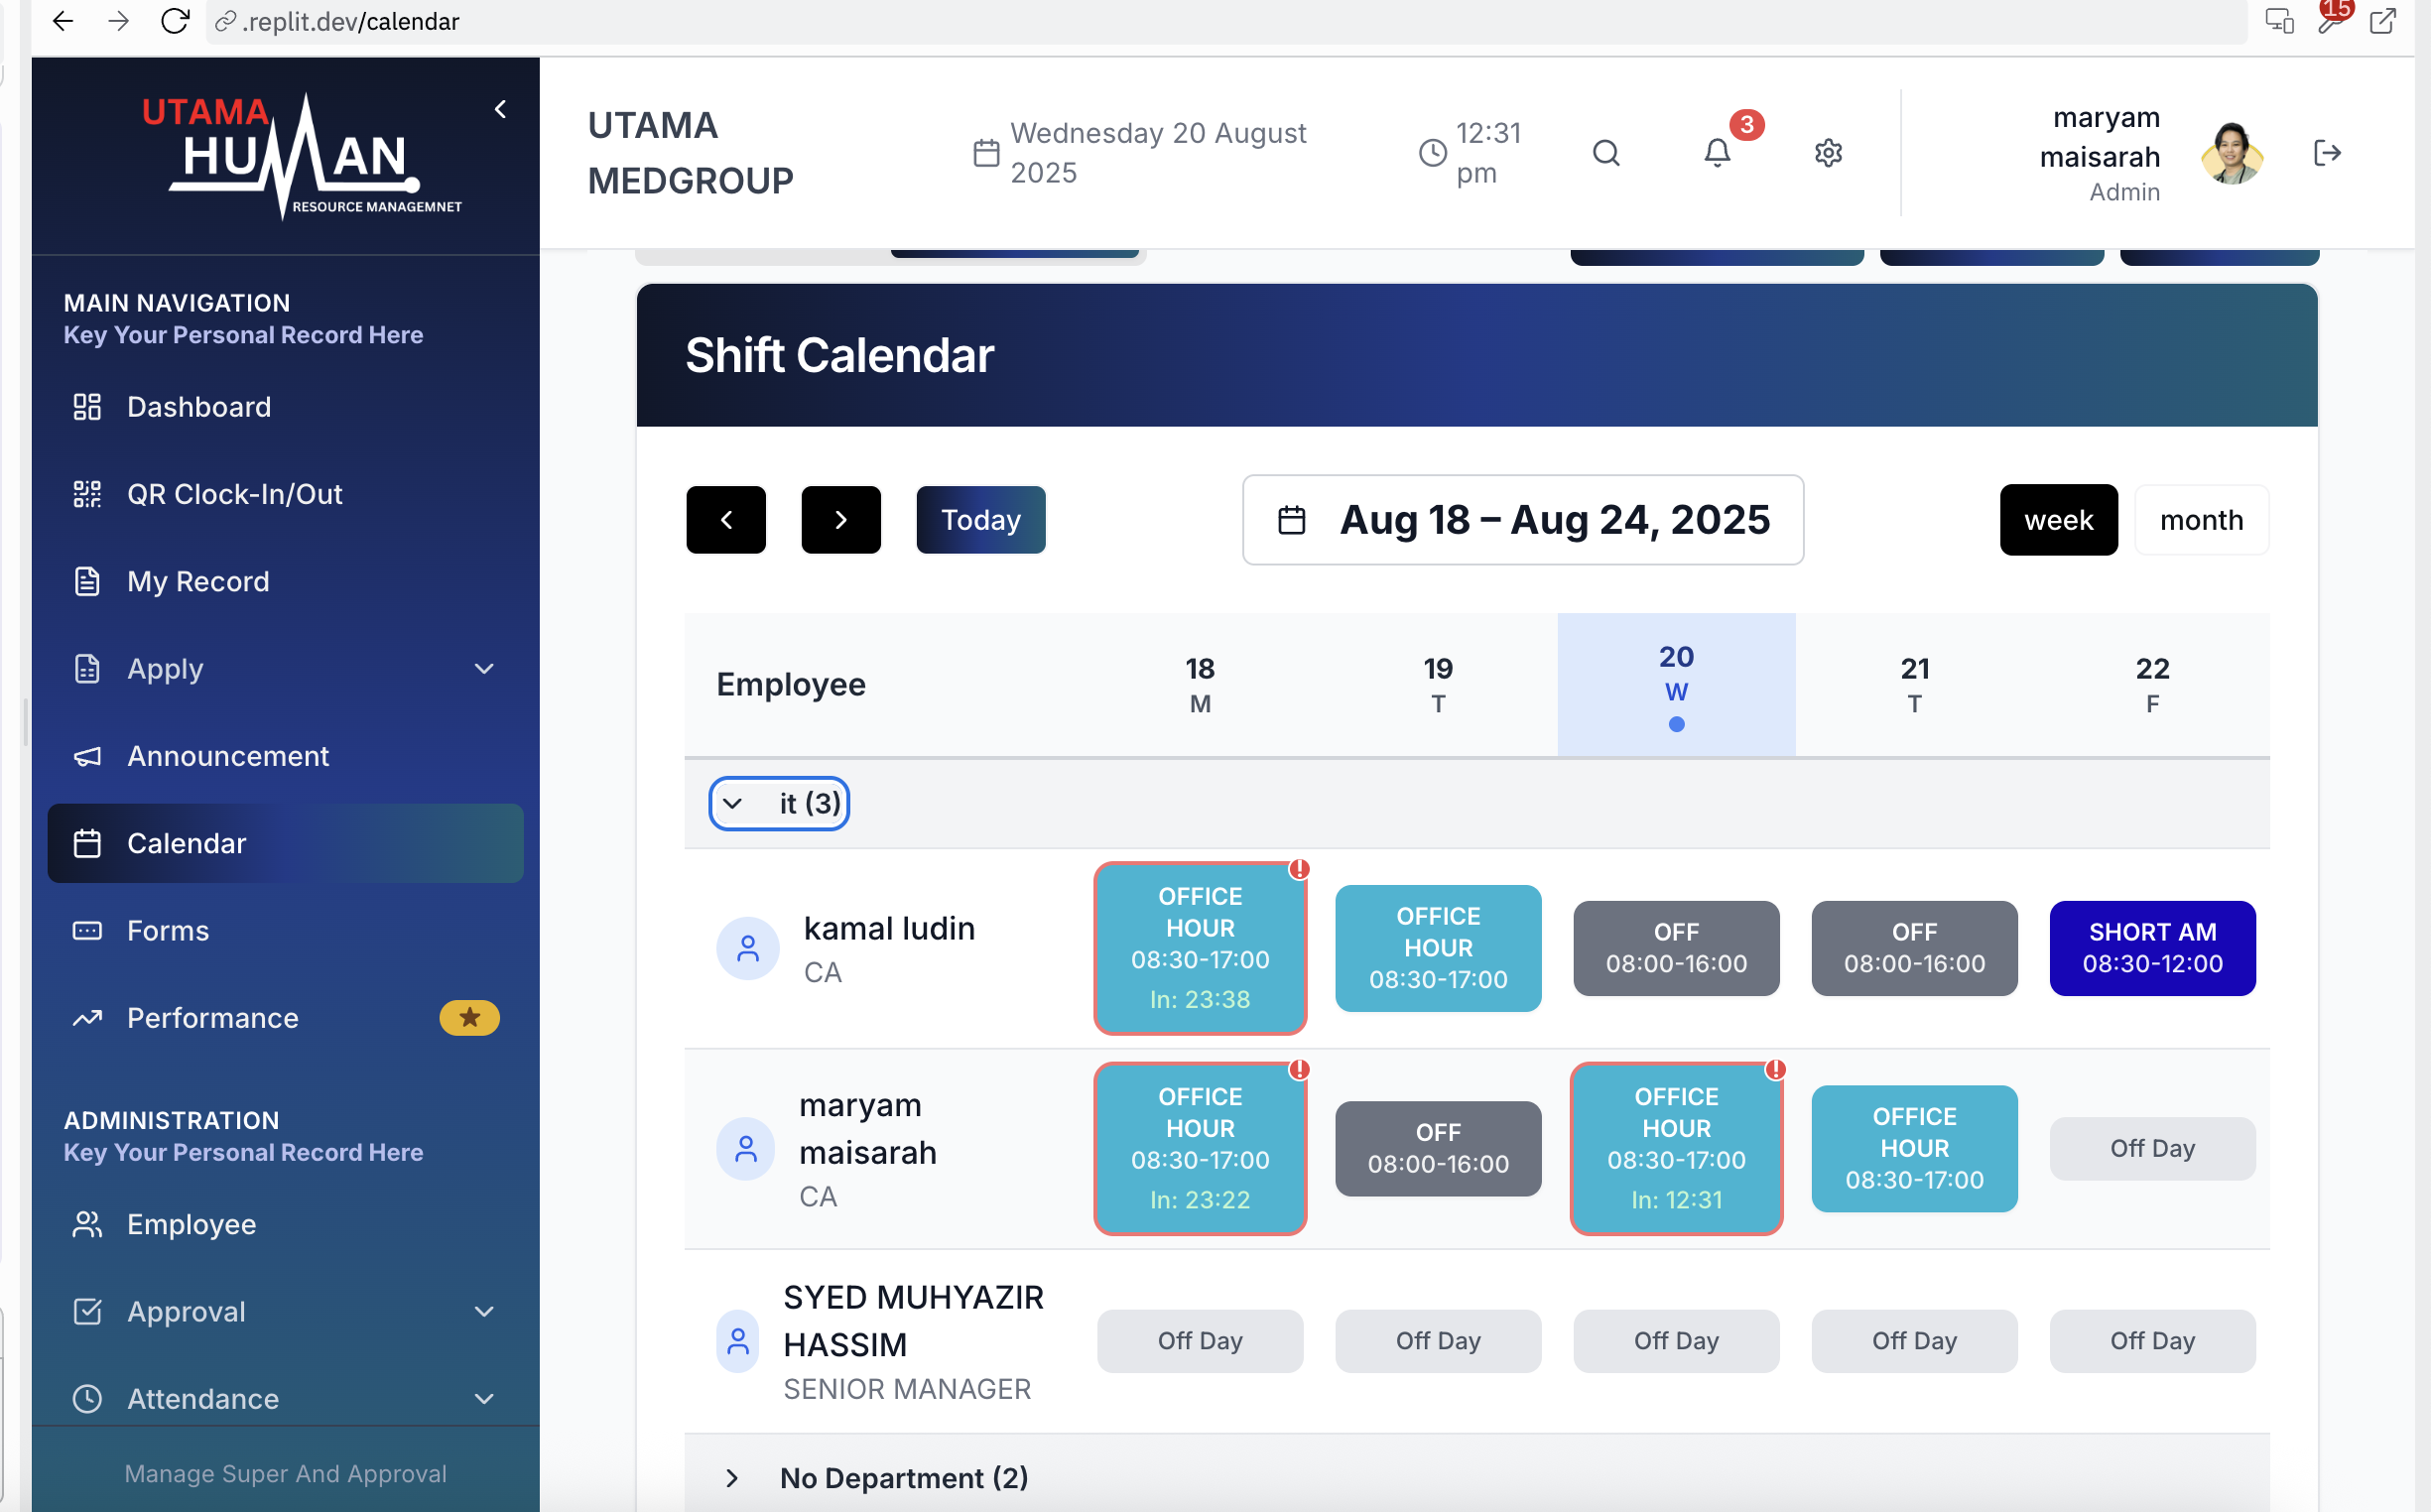 .replit.dev/calendar
15
UTAMA
HUMAN
RESOURCE MANAGEMNET
UTAMA
MEDGROUP
Wednesday 20 August
2025
12:31
pm
3
maryam
maisarah
Admin
MAIN NAVIGATION
Key Your Personal Record Here
Dashboard
QR Clock-In/Out
My Record
Apply
Announcement
Calendar
Forms
Performance
ADMINISTRATION
Key Your Personal Record Here
Employee
Approval
Attendance
Manage Super And Approval
Shift Calendar
Today
Aug 18 – Aug 24, 2025
week
month
Employee
18
M
19
T
20
W
21
T
22
F
it (3)
kamal ludin
CA
OFFICE
HOUR
08:30-17:00
In: 23:38
!
OFFICE
HOUR
08:30-17:00
OFF
08:00-16:00
OFF
08:00-16:00
SHORT AM
08:30-12:00
maryam
maisarah
CA
OFFICE
HOUR
08:30-17:00
In: 23:22
!
OFF
08:00-16:00
OFFICE
HOUR
08:30-17:00
In: 12:31
!
OFFICE
HOUR
08:30-17:00
Off Day
SYED MUHYAZIR
HASSIM
SENIOR MANAGER
Off Day
Off Day
Off Day
Off Day
Off Day
No Department (2)